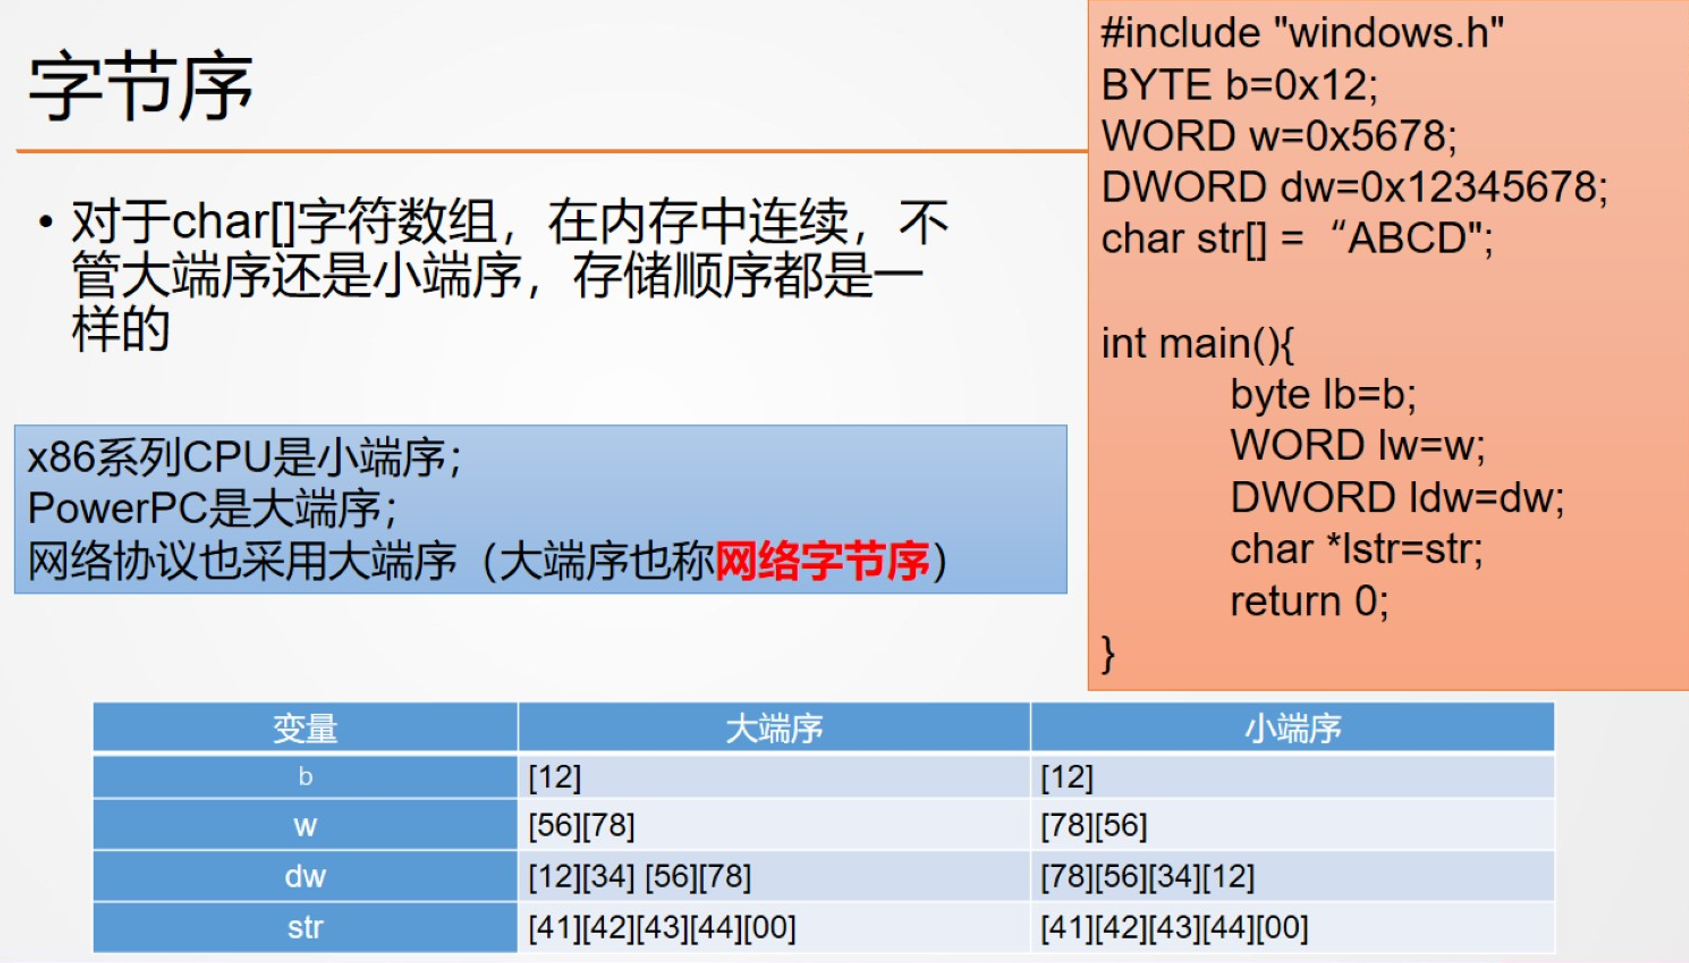 字节序
• 对于char[]字符数组，在内存中连续，不
管大端序还是小端序，存储顺序都是一
样的
x86系列CPU是小端序；
PowerPC是大端序；
网络协议也采用大端序（大端序也称网络字节序）
#include "windows.h"
BYTE b=0x12;
WORD w=0x5678;
DWORD dw=0x12345678;
char str[] = “ABCD";
int main(){
byte lb=b;
WORD lw=w;
DWORD ldw=dw;
char *lstr=str;
return 0;
}
变量 大端序 小端序
b [12] [12]
w [56][78] [78][56]
dw [12][34] [56][78] [78][56][34][12]
str [41][42][43][44][00] [41][42][43][44][00]